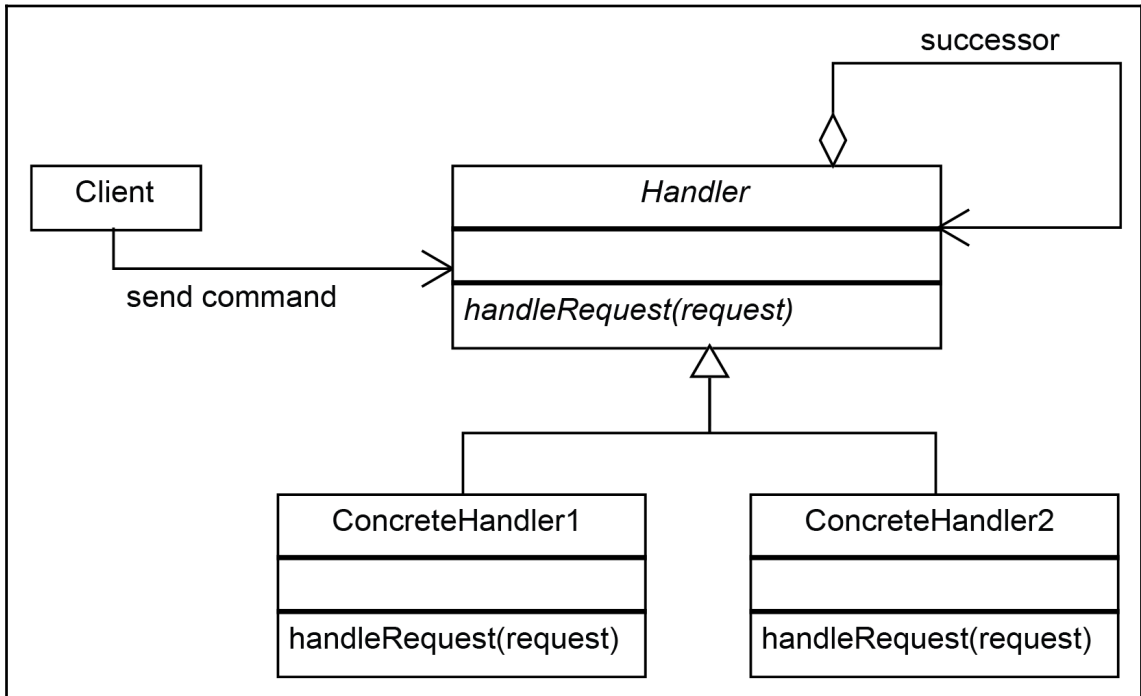 successor
Client
Handler
send command
handleRequest(request)
ConcreteHandler1
ConcreteHandler2
handleRequest(request)
handleRequest(request)